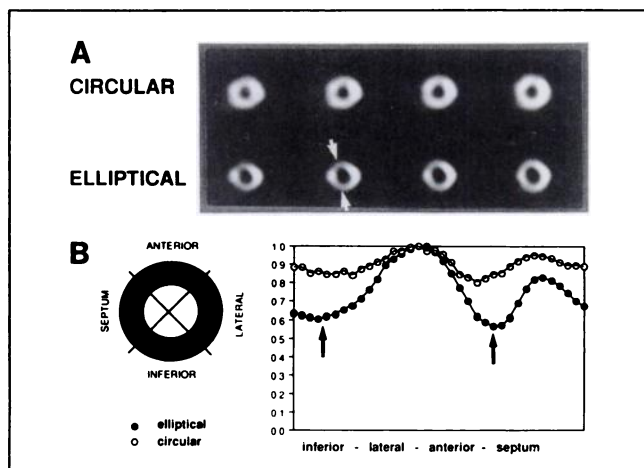 A
CIRCULAR
ELLIPTICAL
B
ANTERIOR
SEPTUM
LATERAL
INFERIOR
elliptical
circular
1 0
0 9
0 8
0 7
0 6
0 5
0 4
0 3
0 2
0 1
0 0
inferior - lateral - anterior - septum